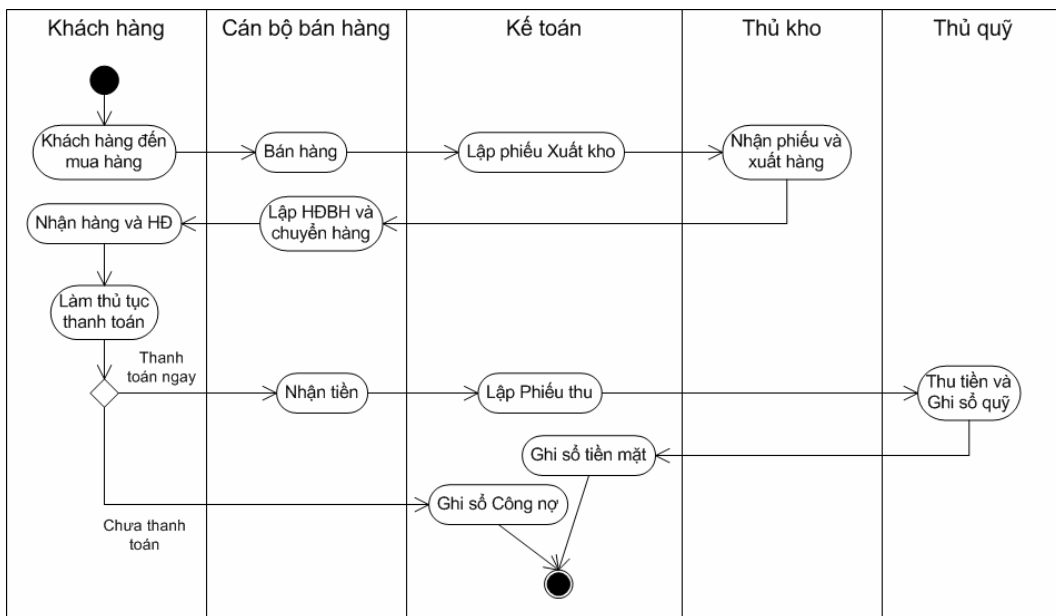 Khách hàng
Cán bộ bán hàng
Kế toán
Thủ kho
Thủ quỹ
Khách hàng đến
mua hàng
Bán hàng
Lập phiếu Xuất kho
Nhận phiếu và
xuất hàng
Nhận hàng và HĐ
Lập HĐBH và
chuyển hàng
Làm thủ tục
thanh toán
Thanh
toán ngay
Nhận tiền
Lập Phiếu thu
Thu tiền và
Ghi sổ quỹ
Ghi sổ tiền mặt
Ghi sổ Công nợ
Chưa thanh
toán